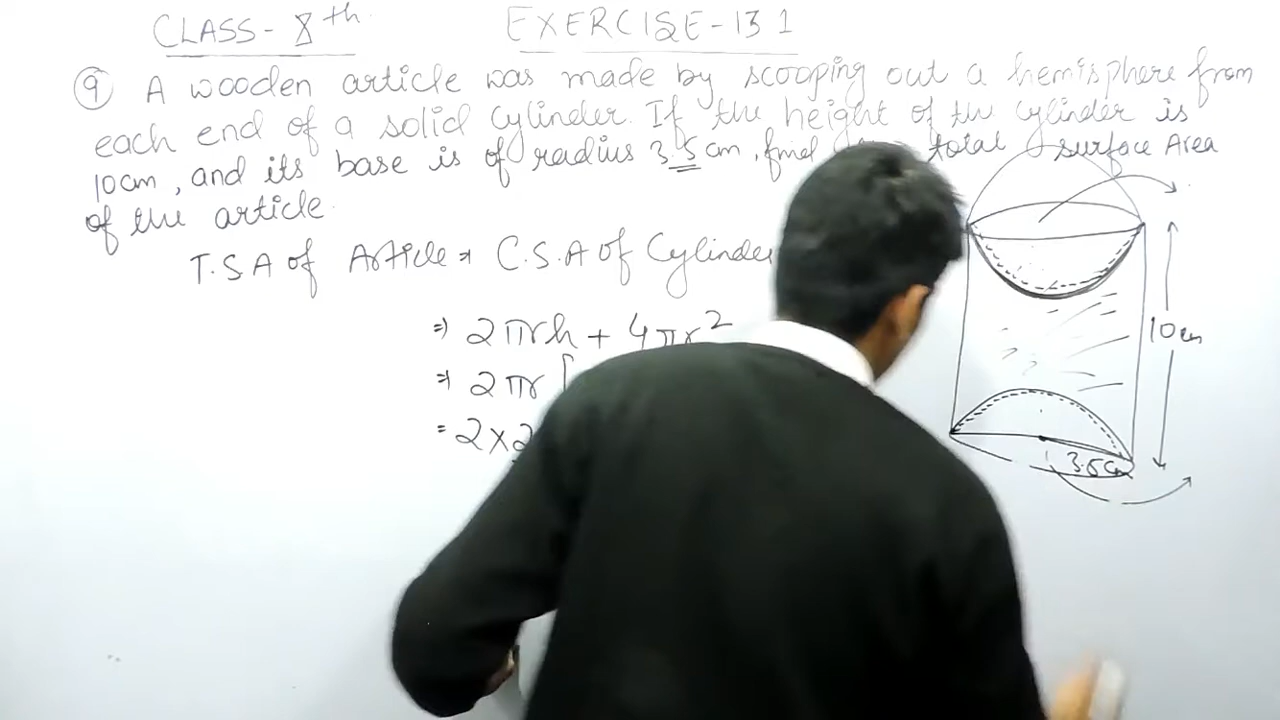 CLASS - 8th.
EXERCISE - 13 1
9 A wooden article was made by scooping out a hemisphere from
each end of a solid cylinder. If the height of the cylinder is
10cm, and its base is of radius 3.5cm, find total surface Area
of the article.
T.S.A of Article = C.S.A of Cylinder
⇒ 2πrh + 4πr²
⇒ 2πr [
= 2×2
10cm
3.5cm